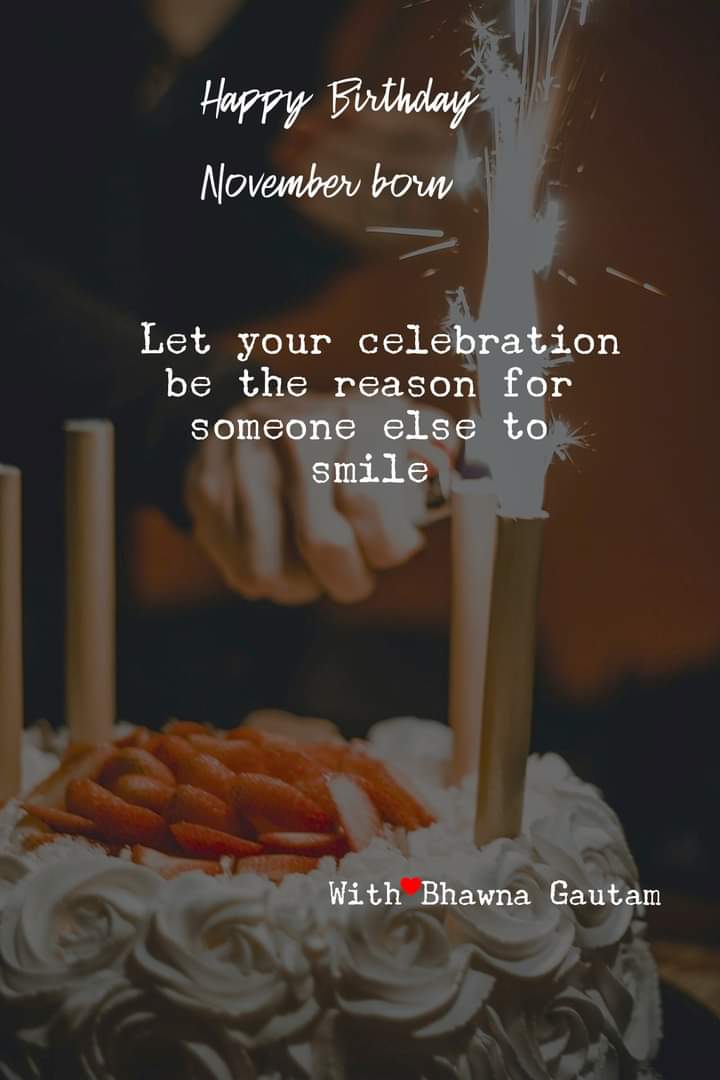 Happy Birthday
November born
Let your celebration
be the reason for
someone else to
smile
With❤Bhawna Gautam